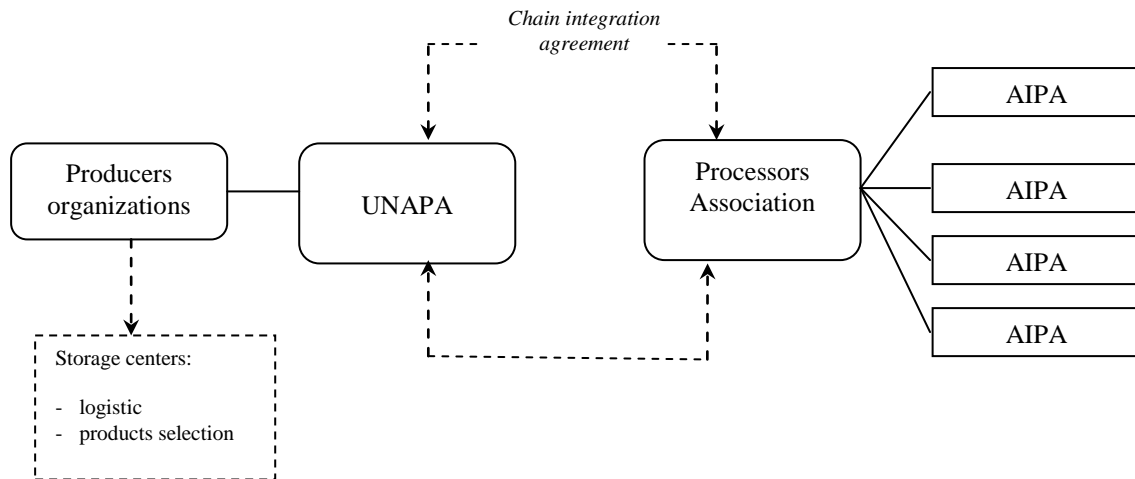 Chain integration
agreement
Producers
organizations
UNAPA
Processors
Association
AIPA
AIPA
AIPA
AIPA
Storage centers:
- logistic
- products selection